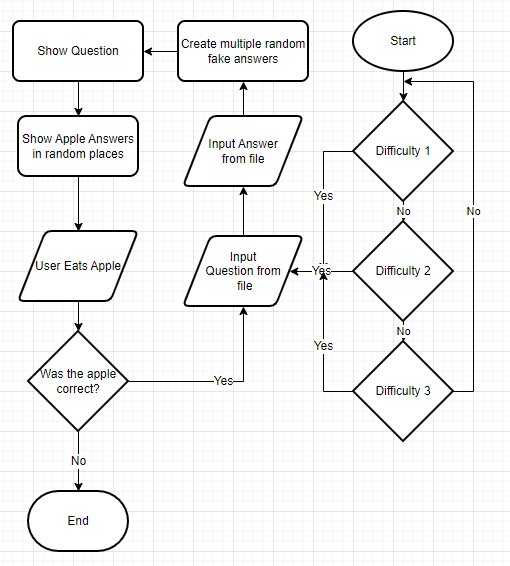 Start
Difficulty 1
Yes
No
No
Difficulty 2
Yes
No
Difficulty 3
Yes
Input
Question from
file
Input Answer
from file
Create multiple random
fake answers
Show Question
Show Apple Answers
in random places
User Eats Apple
Was the apple
correct?
Yes
No
End